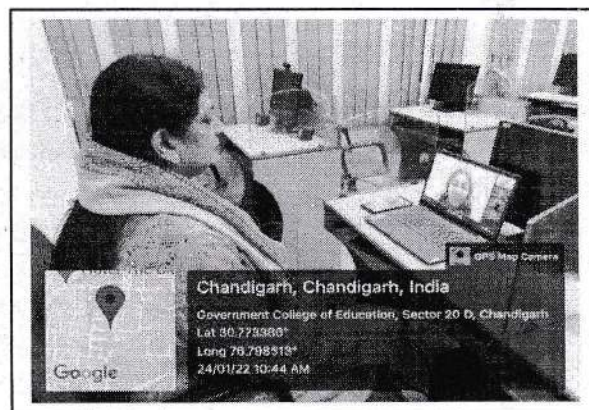 GPS Map Camera
Chandigarh, Chandigarh, India
Government College of Education, Sector 20 D, Chandigarh
Lat 30.773380°
Long 76.798513°
24/01/22 10:44 AM
Google